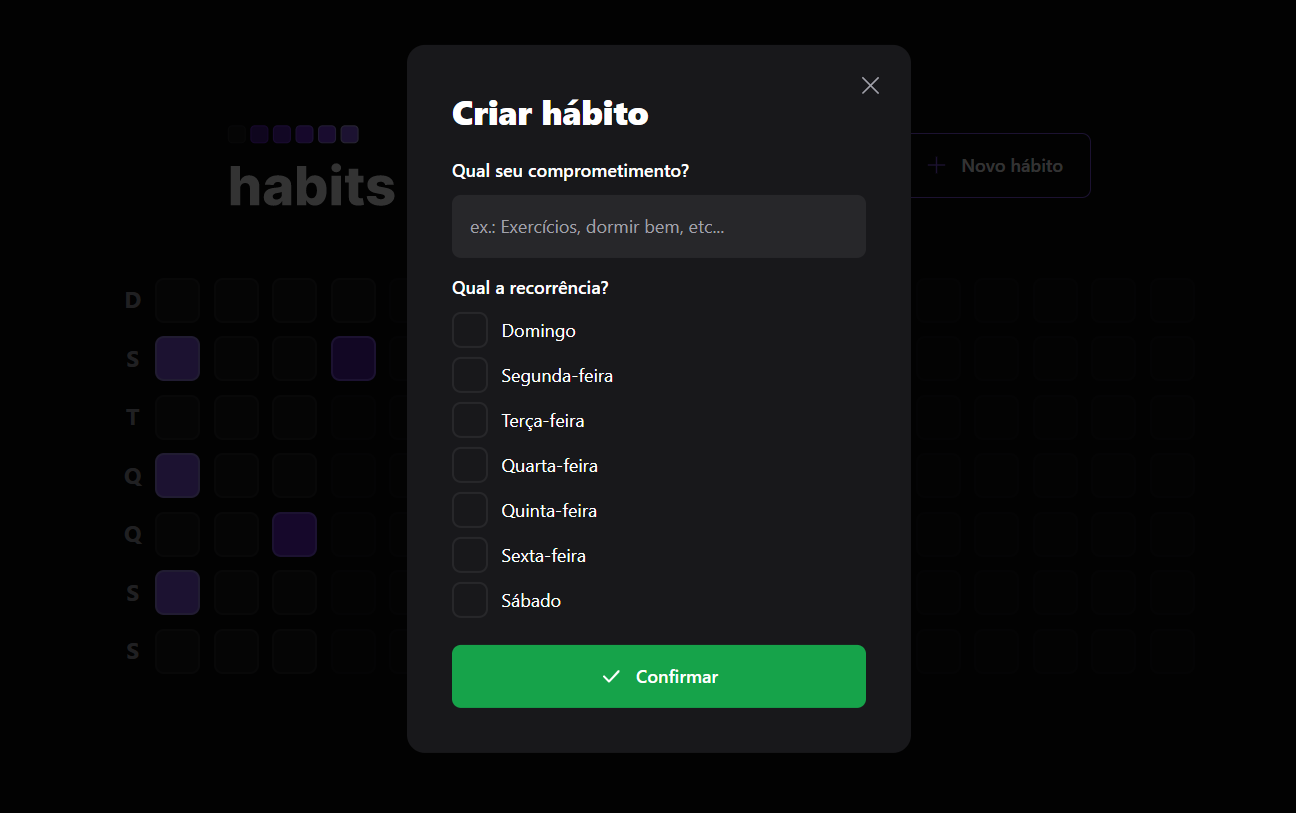 Criar hábito
habits
Novo hábito
Qual seu comprometimento?
ex.: Exercícios, dormir bem, etc...
Qual a recorrência?
Domingo
Segunda-feira
Terça-feira
Quarta-feira
Quinta-feira
Sexta-feira
Sábado
Confirmar
D
S
T
Q
Q
S
S